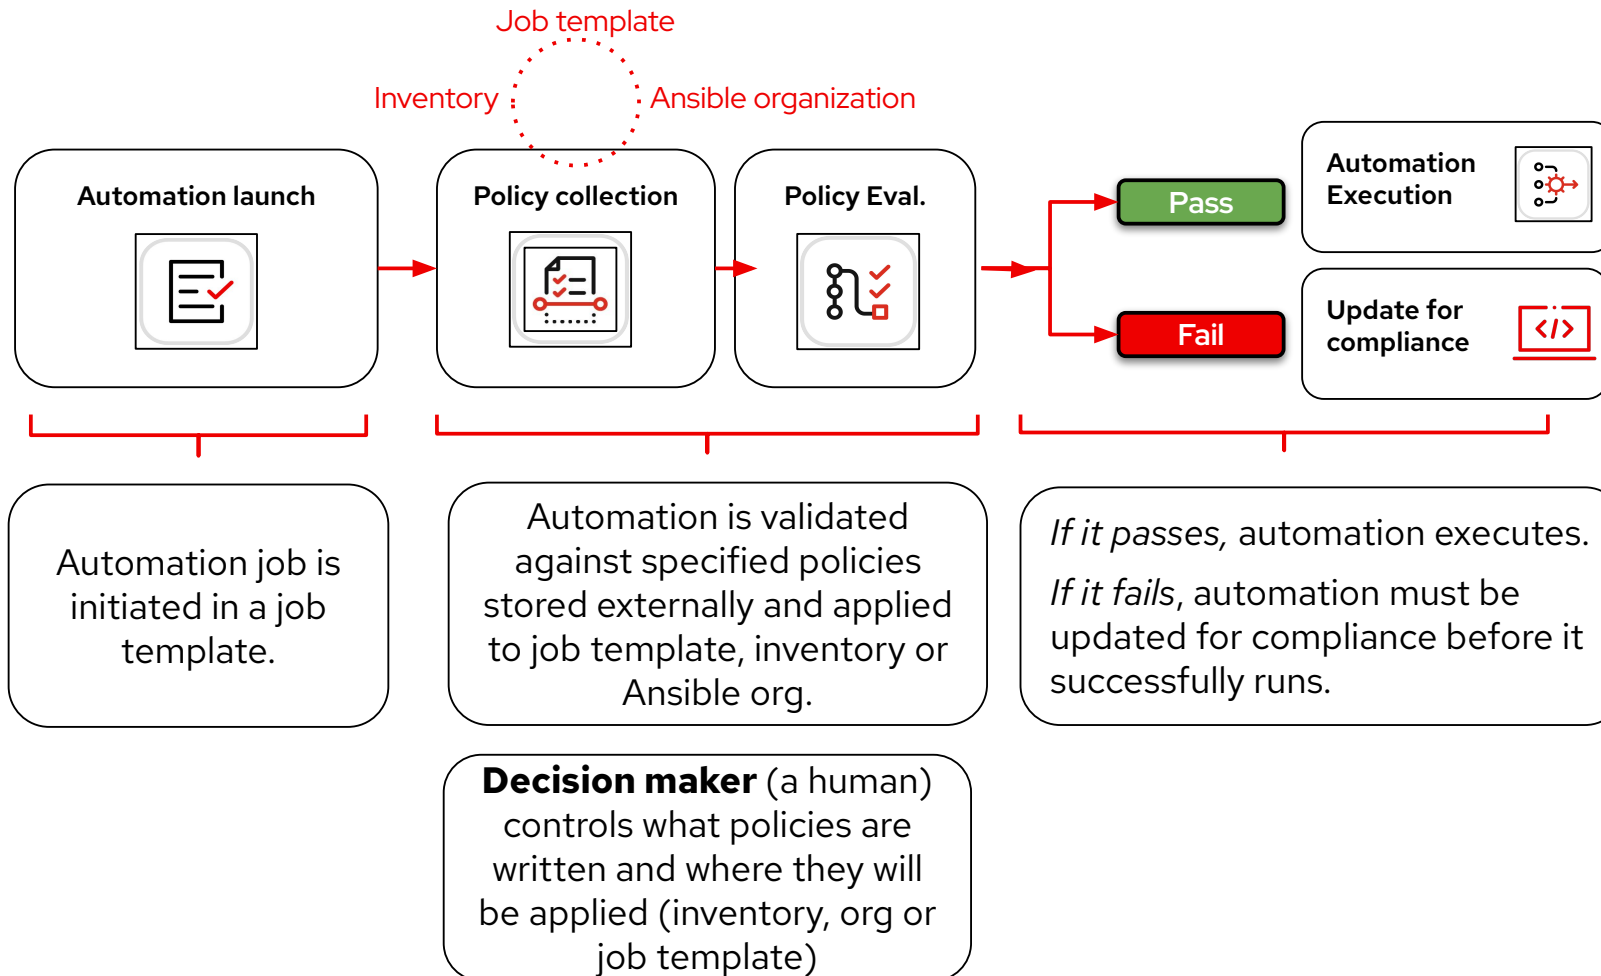 Job template
Inventory
Ansible organization
Automation launch
Policy collection
Policy Eval.
Pass
Automation
Execution
Fail
Update for
compliance
</>
Automation job is
initiated in a job
template.
Automation is validated
against specified policies
stored externally and applied
to job template, inventory or
Ansible org.
If it passes, automation executes.
If it fails, automation must be
updated for compliance before it
successfully runs.
Decision maker (a human)
controls what policies are
written and where they will
be applied (inventory, org or
job template)